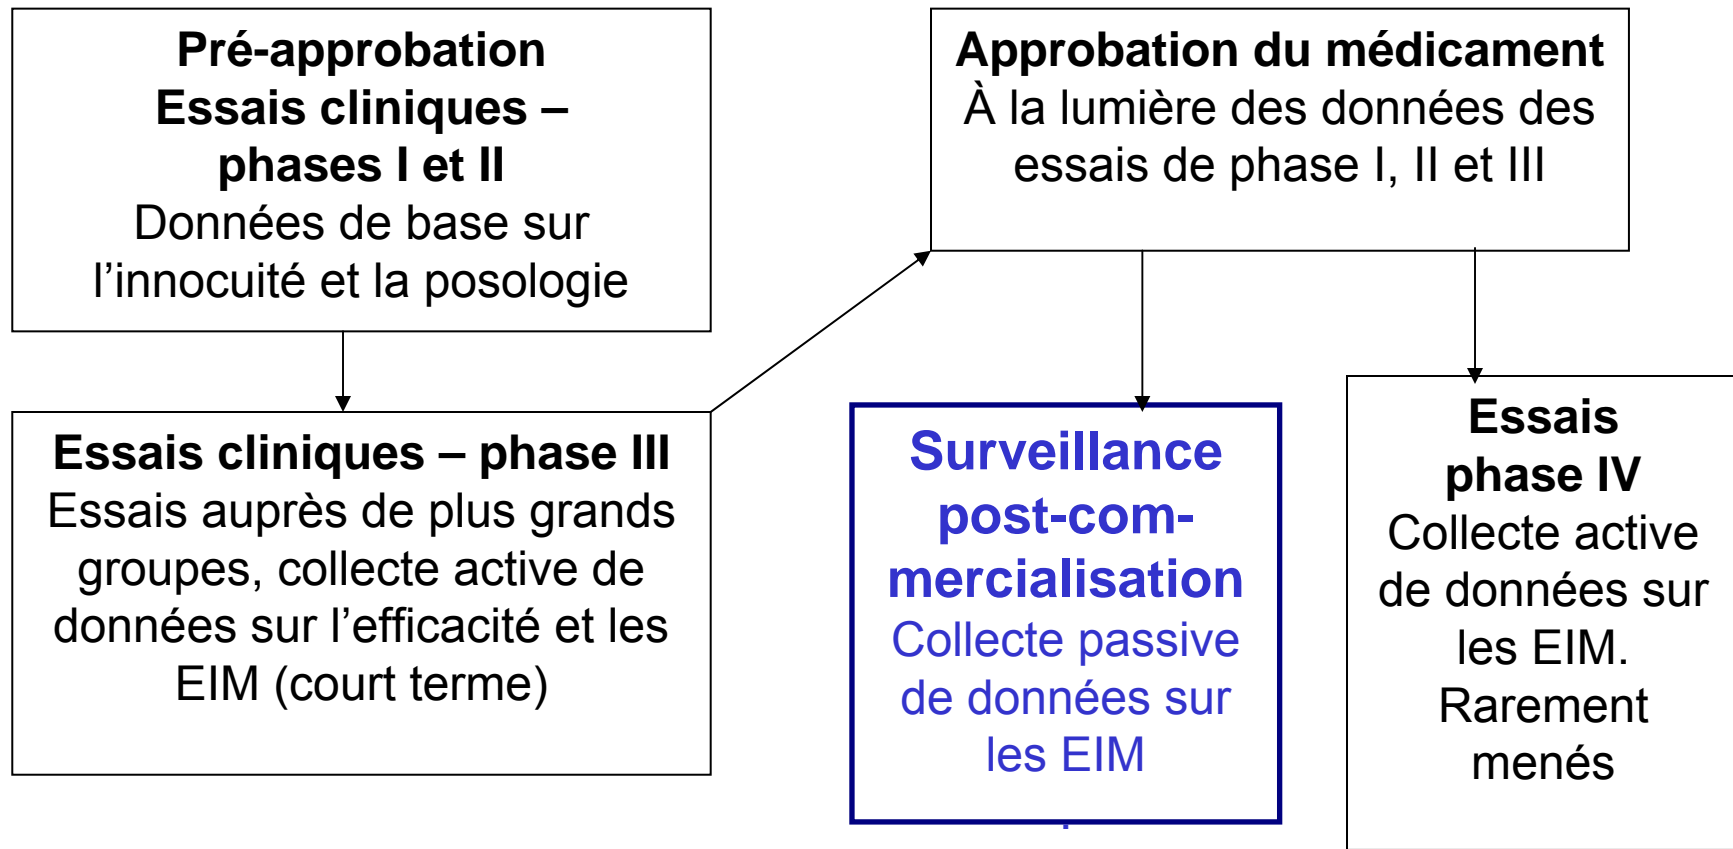 Pré-approbation
Essais cliniques –
phases I et II
Données de base sur
l’innocuité et la posologie
Essais cliniques – phase III
Essais auprès de plus grands
groupes, collecte active de
données sur l’efficacité et les
EIM (court terme)
Approbation du médicament
À la lumière des données des
essais de phase I, II et III
Surveillance
post-com-
mercialisation
Collecte passive
de données sur
les EIM
Essais
phase IV
Collecte active
de données sur
les EIM.
Rarement
menés